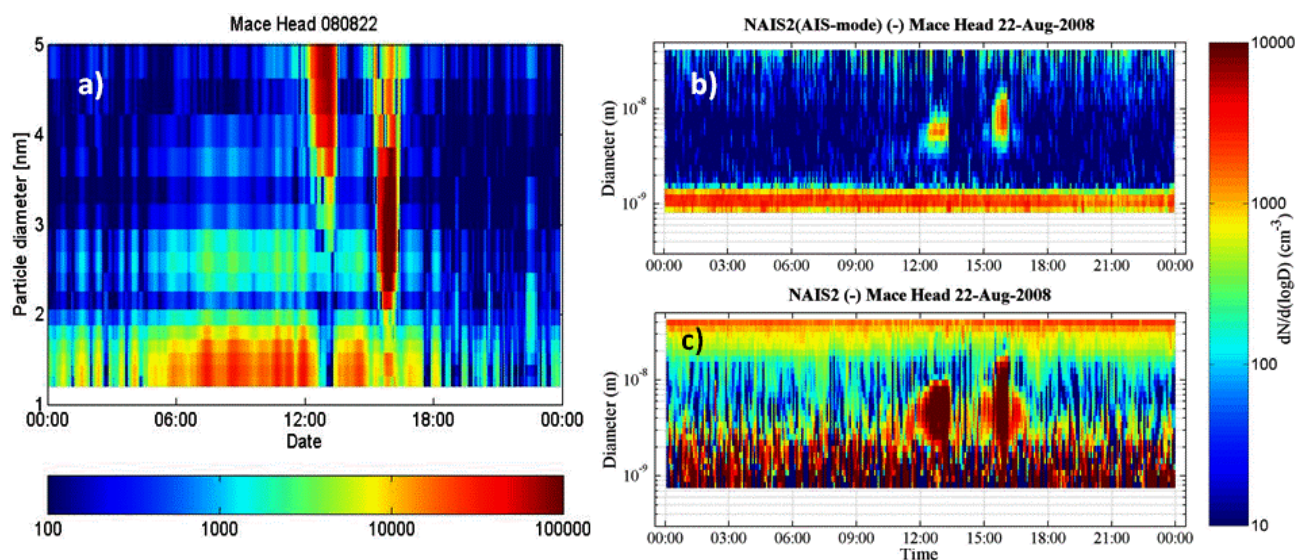 Mace Head 080822
a)
Particle diameter [nm]
5
4
3
2
1
00:00 06:00 12:00 18:00 00:00
Date
100 1000 10000 100000
NAIS2(AIS-mode) (-) Mace Head 22-Aug-2008
b)
Diameter (m)
10⁻⁸
10⁻⁹
00:00 03:00 06:00 09:00 12:00 15:00 18:00 21:00 00:00
NAIS2 (-) Mace Head 22-Aug-2008
c)
Diameter (m)
10⁻⁸
10⁻⁹
00:00 03:00 06:00 09:00 12:00 15:00 18:00 21:00 00:00
Time
10000
1000
100
10
dN/d(logD) (cm⁻³)